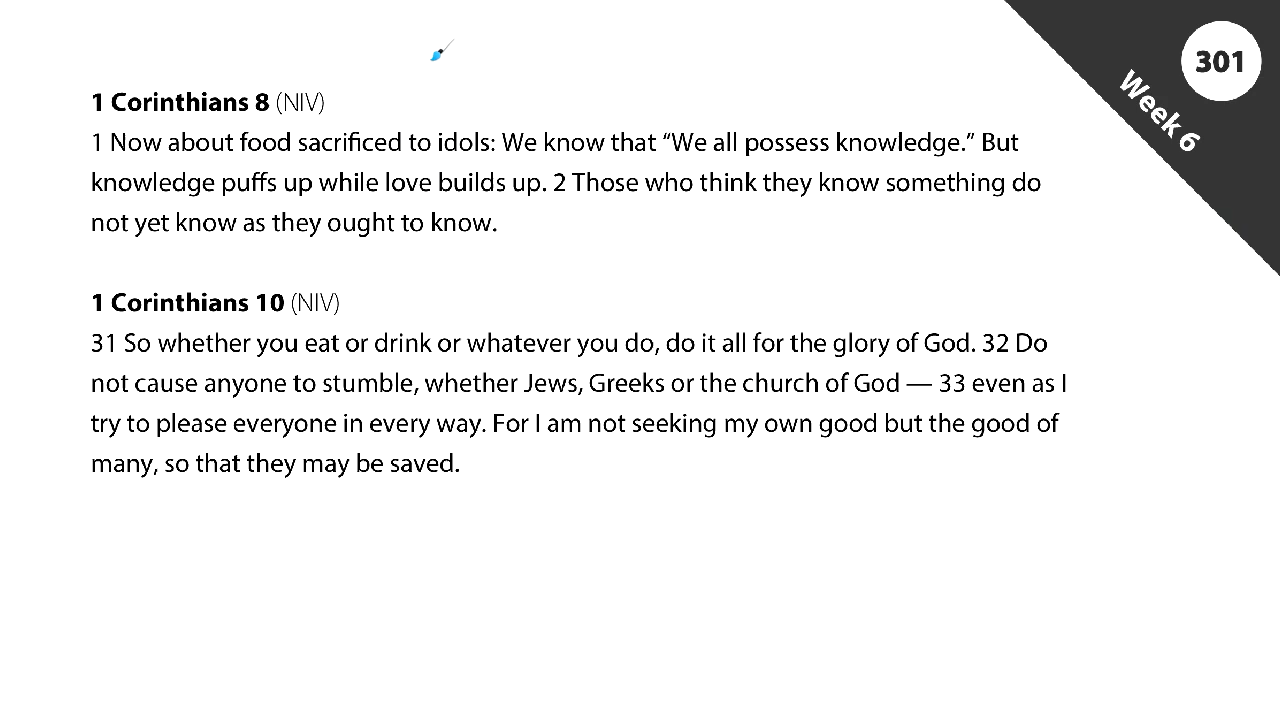 301
Week 6
1 Corinthians 8 (NIV)
1 Now about food sacrificed to idols: We know that “We all possess knowledge.” But
knowledge puffs up while love builds up. 2 Those who think they know something do
not yet know as they ought to know.
1 Corinthians 10 (NIV)
31 So whether you eat or drink or whatever you do, do it all for the glory of God. 32 Do
not cause anyone to stumble, whether Jews, Greeks or the church of God — 33 even as I
try to please everyone in every way. For I am not seeking my own good but the good of
many, so that they may be saved.